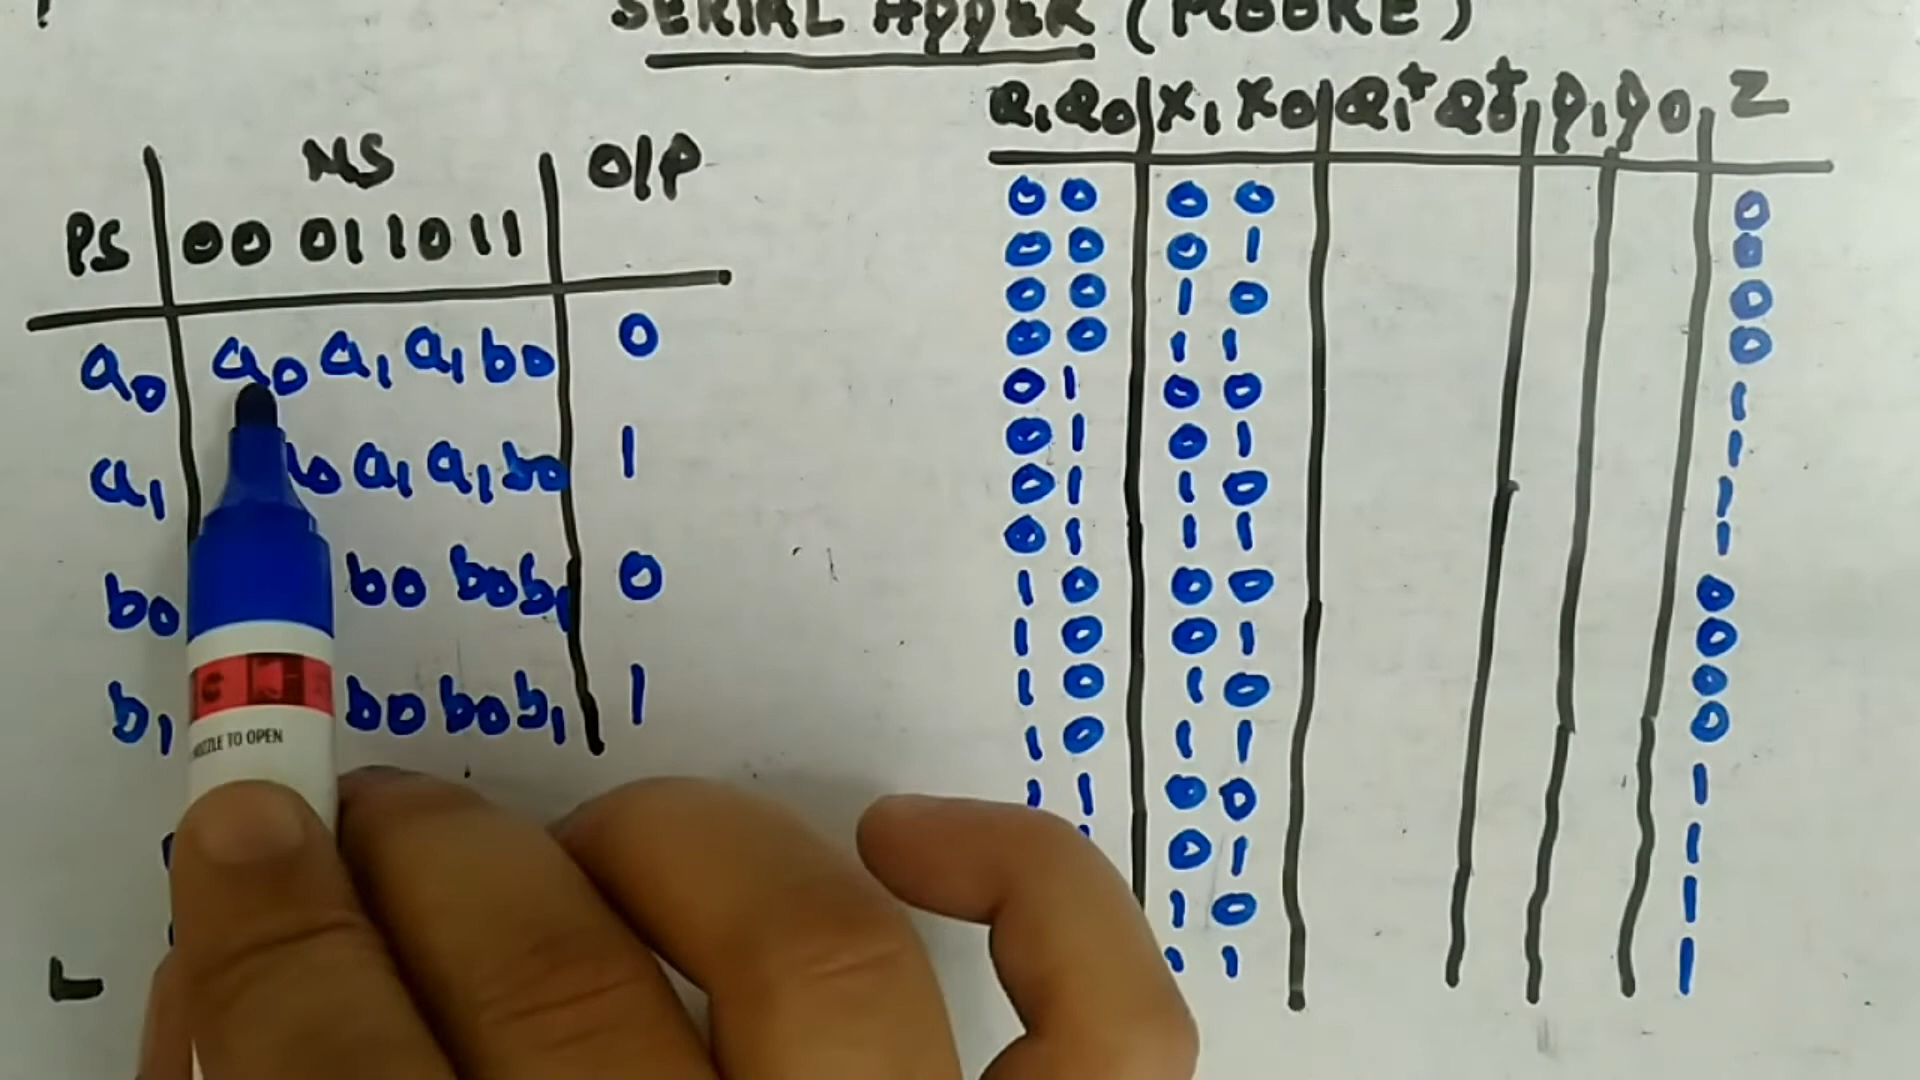 SERIAL ADDER (MOORE)
NS O/P
PS 00 01 10 11
a0 a0 a1 a1 b0 0
a1 a0 a1 a1 b0 1
b0 b0 b0 b1 0
b1 b0 b0 b1 1
TO OPEN
Q1 Q0 X1 X0 Q1+ Q0+ D1 D0 Z
0 0 0 0 0
0 0 0 1 0
0 0 1 0 0
0 0 1 1 0
0 1 0 0 1
0 1 0 1 1
0 1 1 0 1
0 1 1 1 1
1 0 0 0 0
1 0 0 1 0
1 0 1 0 0
1 0 1 1 0
1 1 0 0 1
0 1 1
1 0 1
1 1 1